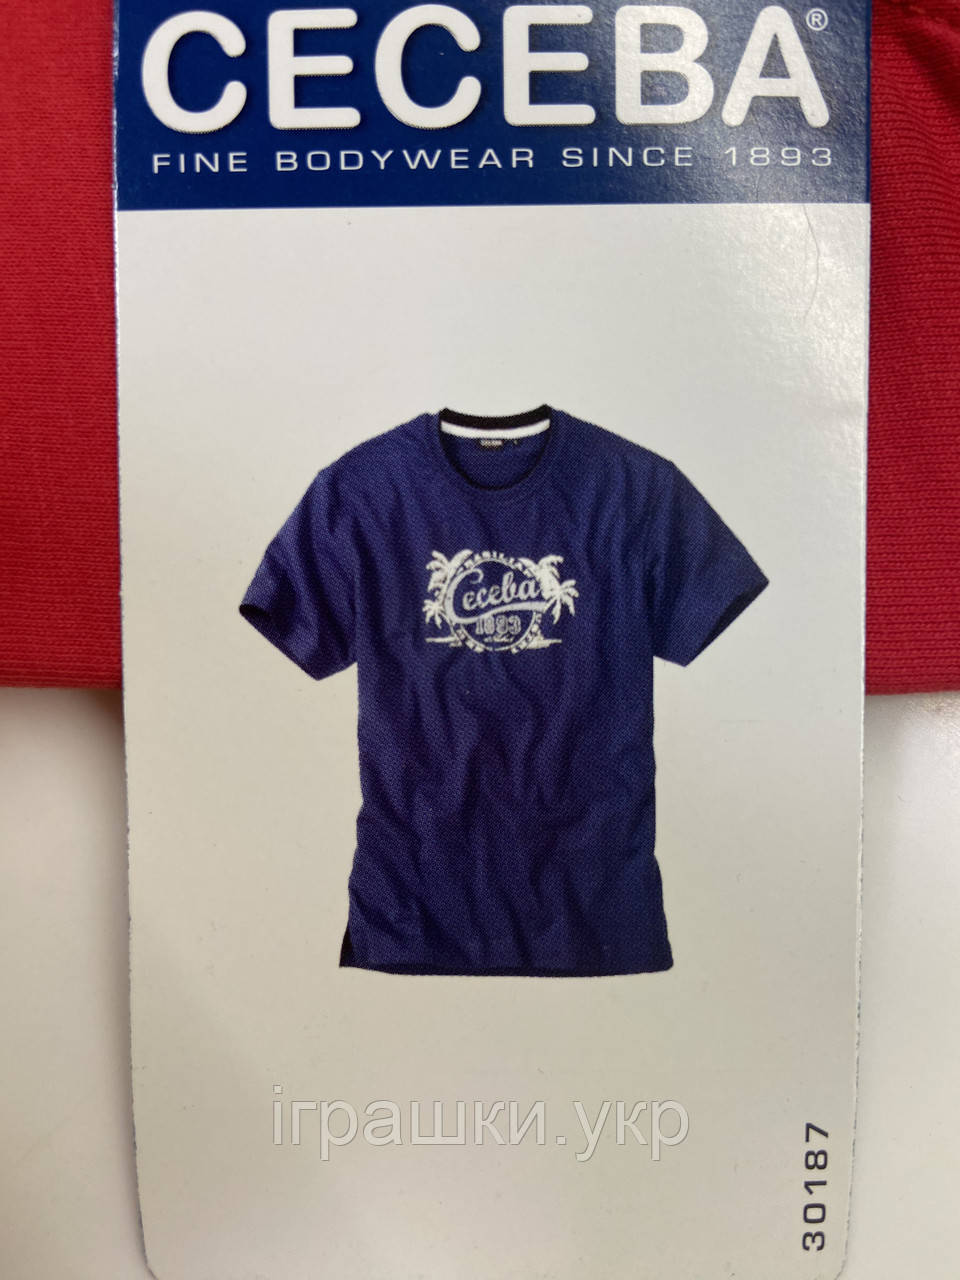 CECEBA®
FINE BODYWEAR SINCE 1893
Ceceba
1893
іграшки.укр
30187